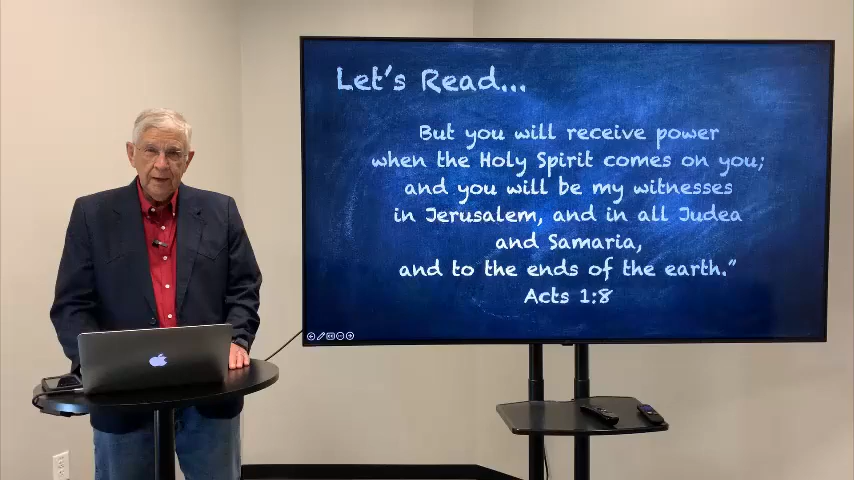 Let's Read...
But you will receive power
when the Holy Spirit comes on you;
and you will be my witnesses
in Jerusalem, and in all Judea
and Samaria,
and to the ends of the earth."
Acts 1:8